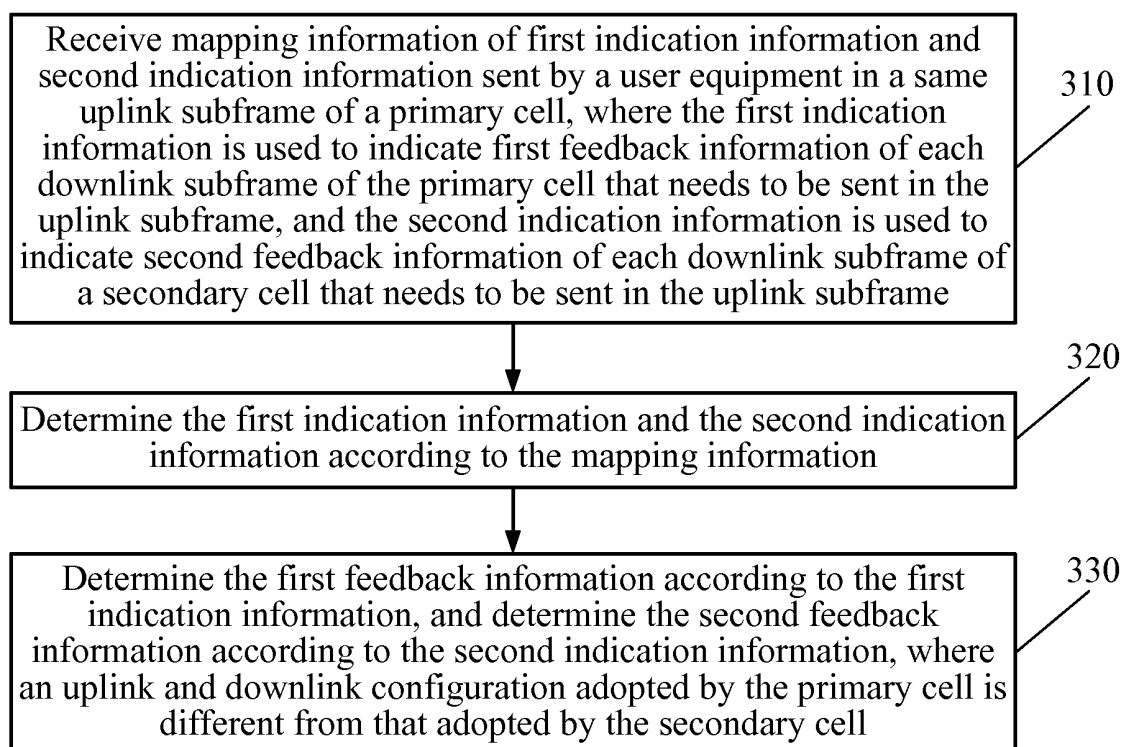 Receive mapping information of first indication information and
second indication information sent by a user equipment in a same
uplink subframe of a primary cell, where the first indication
information is used to indicate first feedback information of each
downlink subframe of the primary cell that needs to be sent in the
uplink subframe, and the second indication information is used to
indicate second feedback information of each downlink subframe of
a secondary cell that needs to be sent in the uplink subframe
310
Determine the first indication information and the second indication
information according to the mapping information
320
Determine the first feedback information according to the first
indication information, and determine the second feedback
information according to the second indication information, where
an uplink and downlink configuration adopted by the primary cell is
different from that adopted by the secondary cell
330